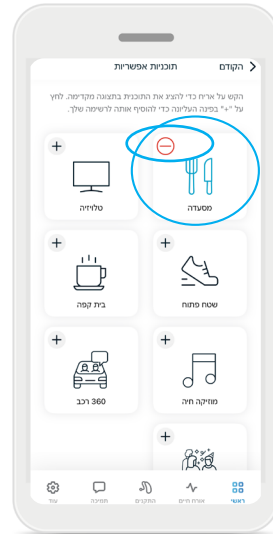 הקודם
תוכניות אפשריות
הקש על אריח כדי להציג את התוכנית בתצוגה מקדימה. לחץ
על "+" בפינה העליונה כדי להוסיף אותה לרשימה שלך.
מסעדה
טלויזיה
שטח פתוח
בית קפה
מוזיקה חיה
360 רכב
ראשי
אורח חיים
התקנים
תמיכה
עוד